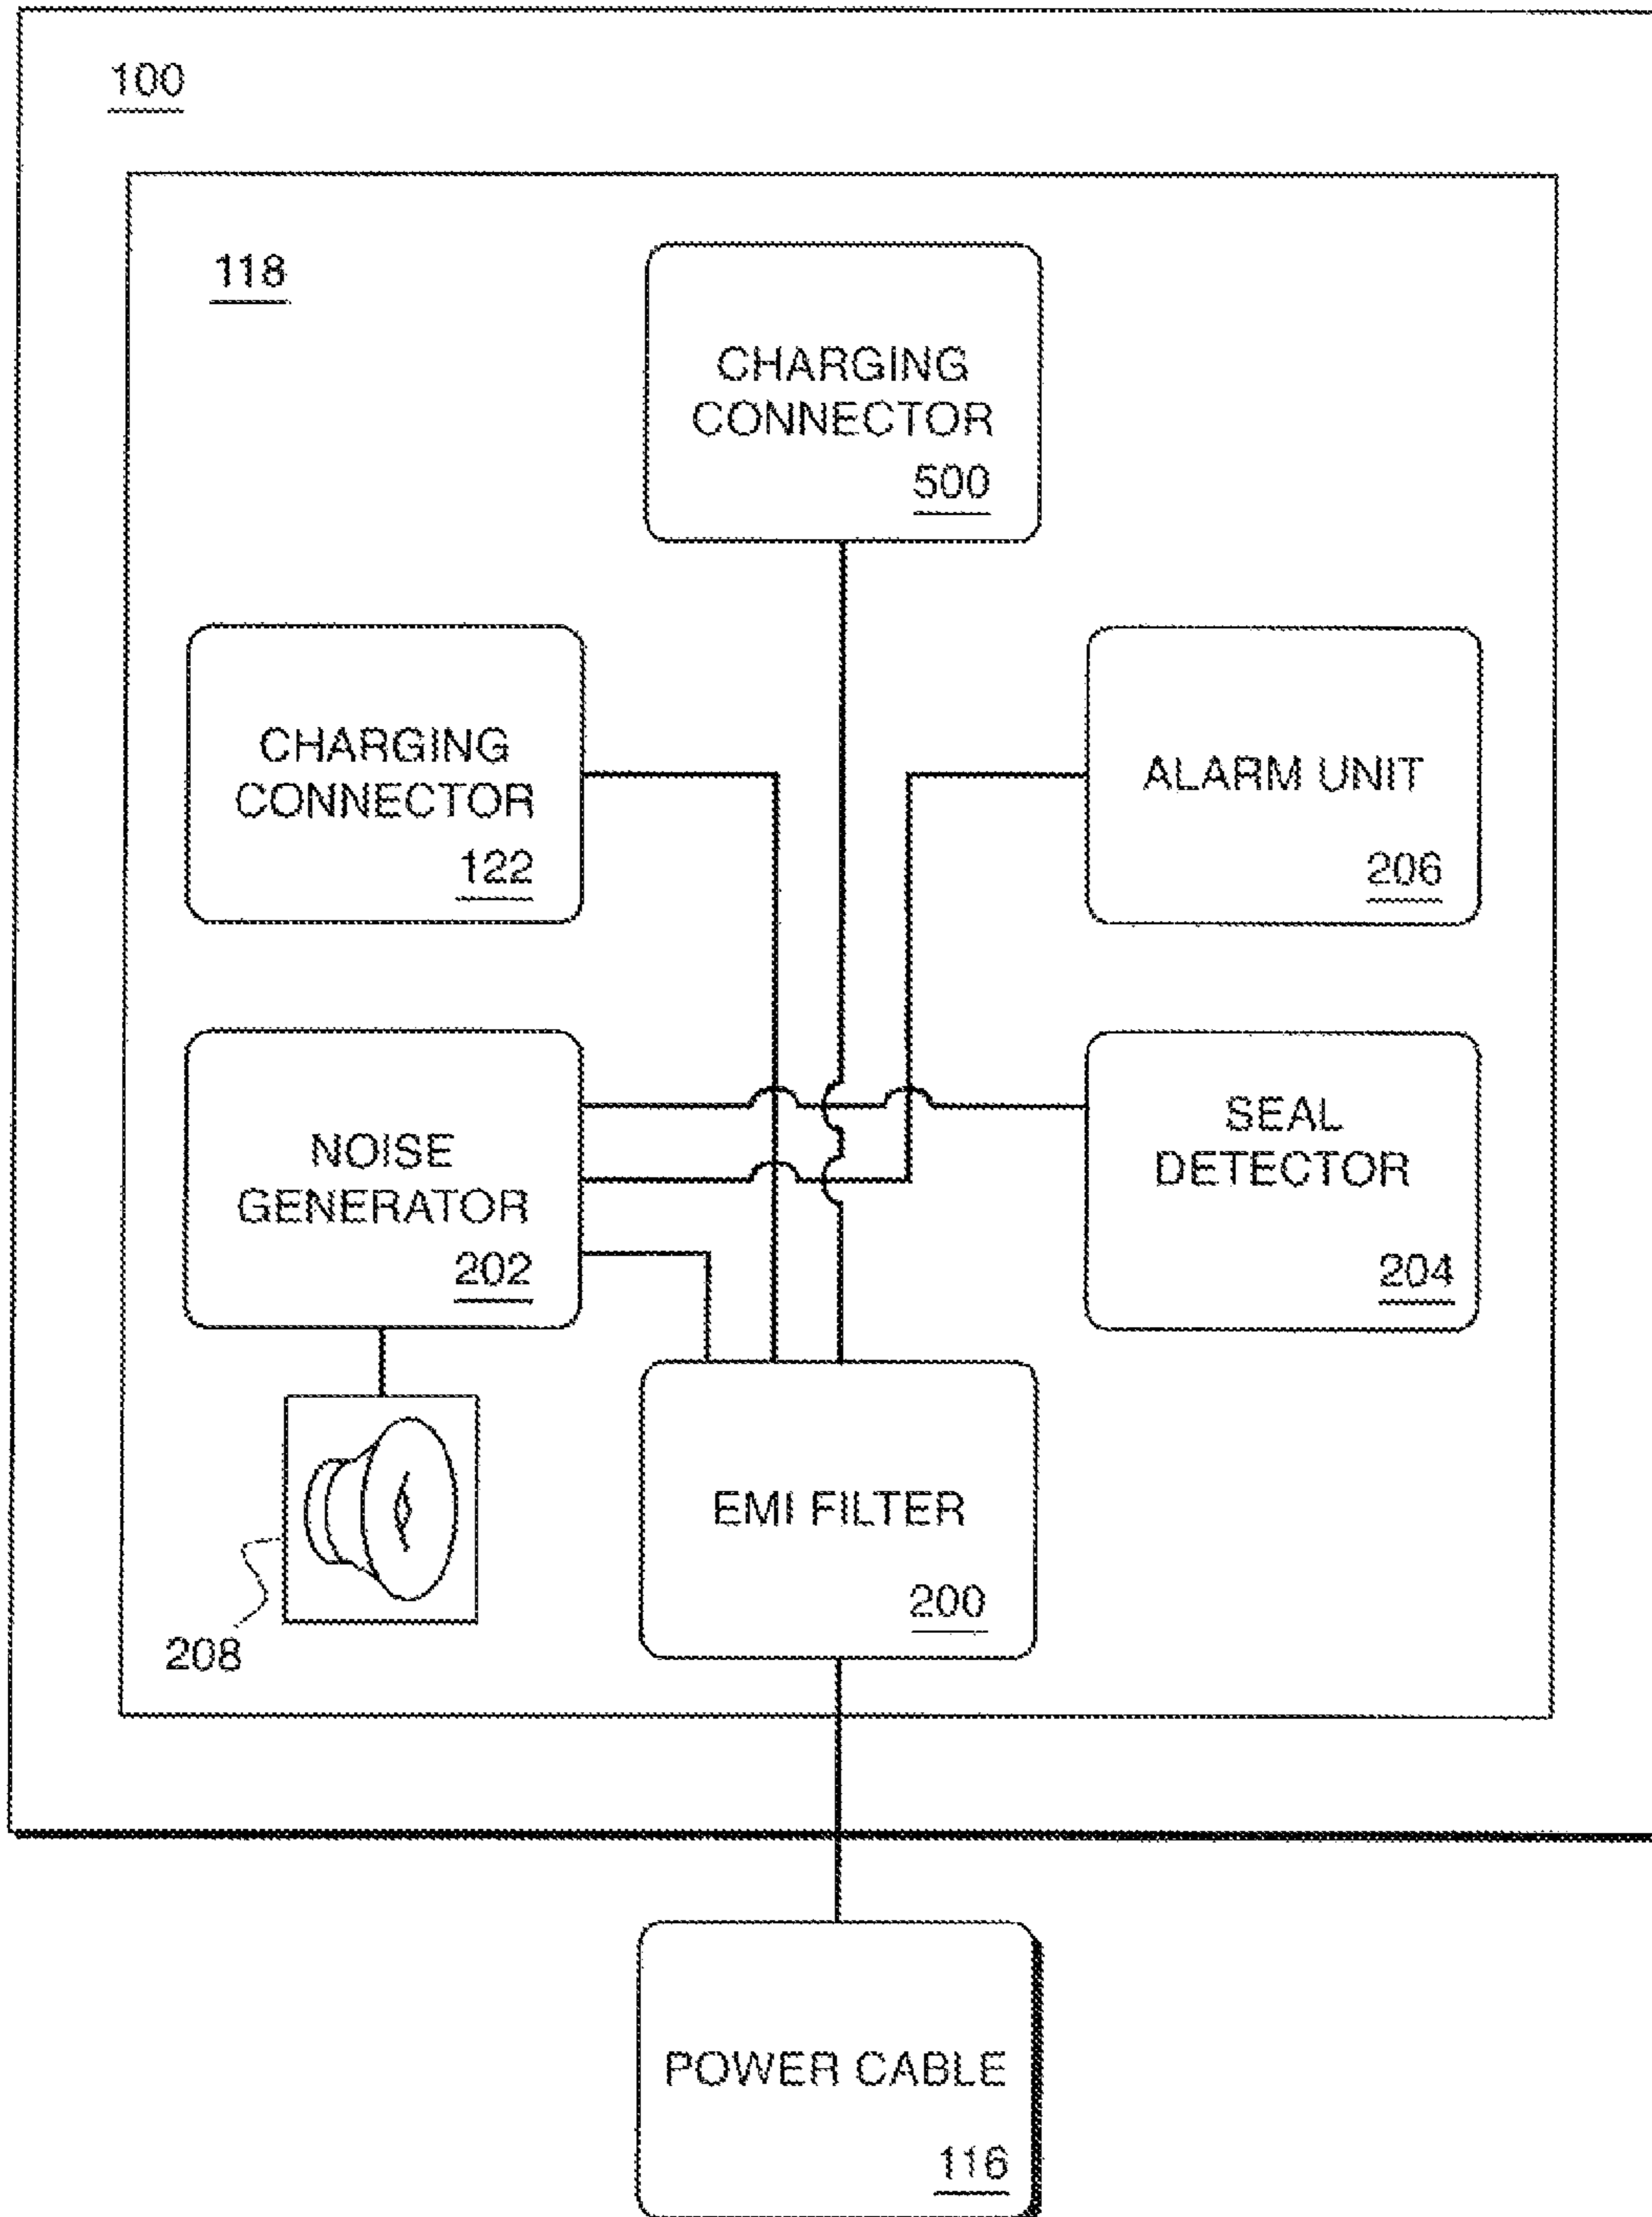 100
118
CHARGING
CONNECTOR
500
CHARGING
CONNECTOR
122
ALARM UNIT
206
NOISE
GENERATOR
202
SEAL
DETECTOR
204
EMI FILTER
200
208
POWER CABLE
116